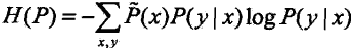 H(P) = −∑_{x,y} P̃(x)P(y | x) log P(y | x)